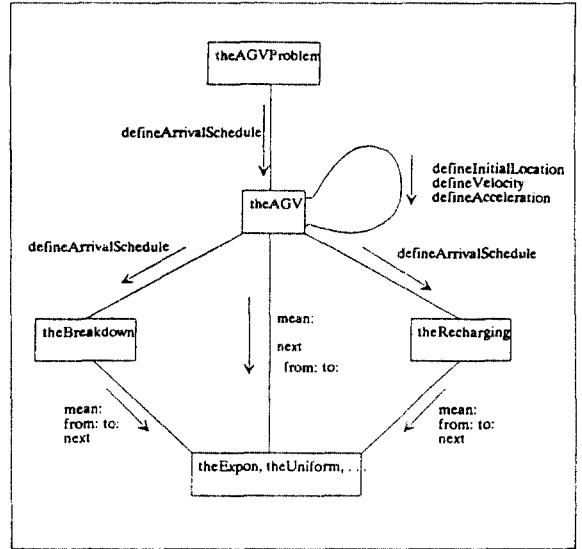 theAGVProblem
defineArrivalSchedule
defineInitialLocation
defineVelocity
defineAcceleration
theAGV
defineArrivalSchedule
defineArrivalSchedule
mean:
next
from: to:
theBreakdown
theRecharging
mean:
from: to:
next
mean:
from: to:
next
theExpon, theUniform, . . .